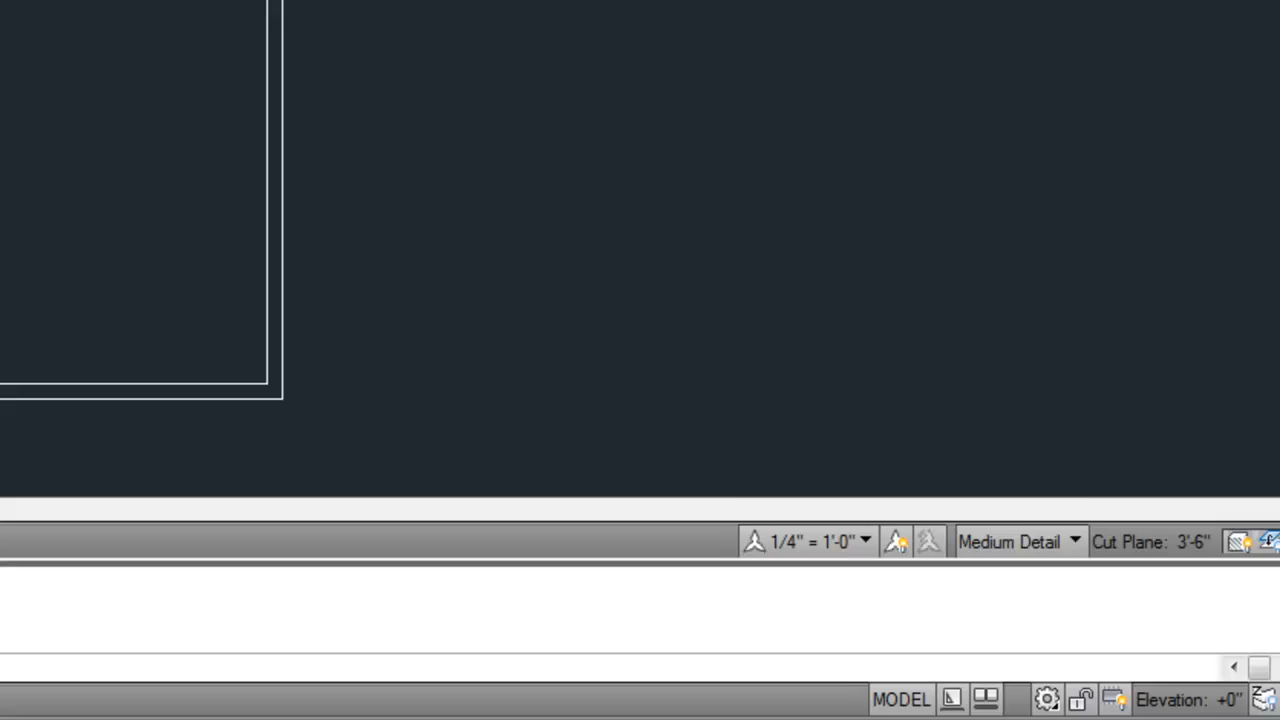 1/4" = 1'-0" Medium Detail Cut Plane: 3'-6"
MODEL Elevation: +0"